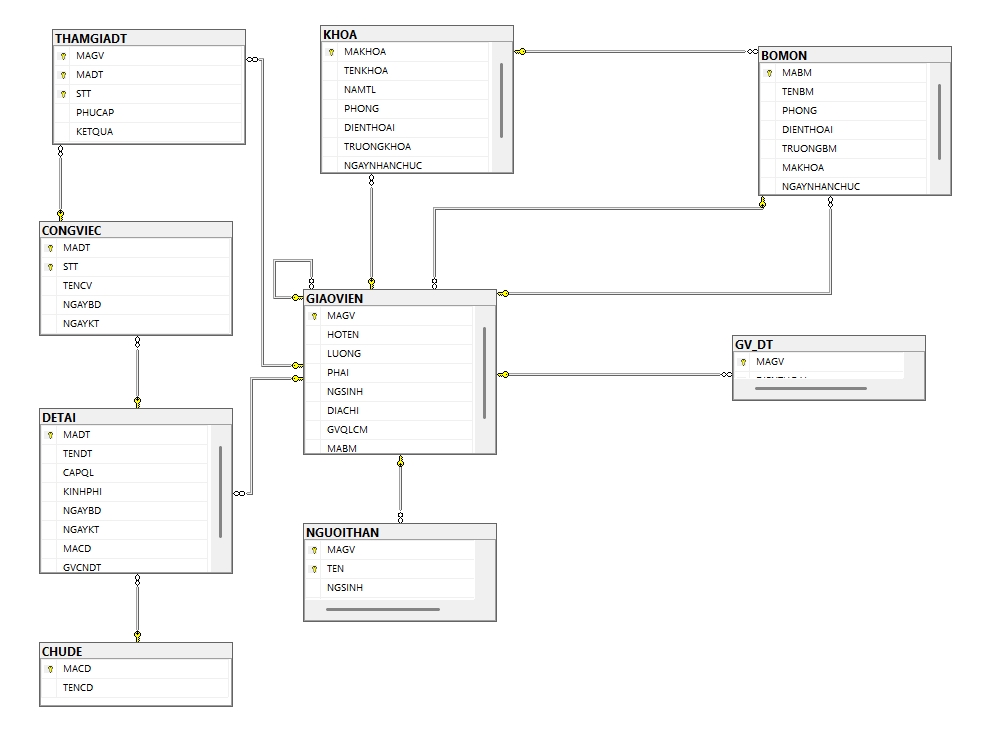 THAMGIADT
MAGV
MADT
STT
PHUCAP
KETQUA
KHOA
MAKHOA
TENKHOA
NAMTL
PHONG
DIENTHOAI
TRUONGKHOA
NGAYNHANCHUC
BOMON
MABM
TENBM
PHONG
DIENTHOAI
TRUONGBM
MAKHOA
NGAYNHANCHUC
CONGVIEC
MADT
STT
TENCV
NGAYBD
NGAYKT
GIAOVIEN
MAGV
HOTEN
LUONG
PHAI
NGSINH
DIACHI
GVQLCM
MABM
GV_DT
MAGV
DETAI
MADT
TENDT
CAPQL
KINHPHI
NGAYBD
NGAYKT
MACD
GVCNDT
NGUOITHAN
MAGV
TEN
NGSINH
CHUDE
MACD
TENCD